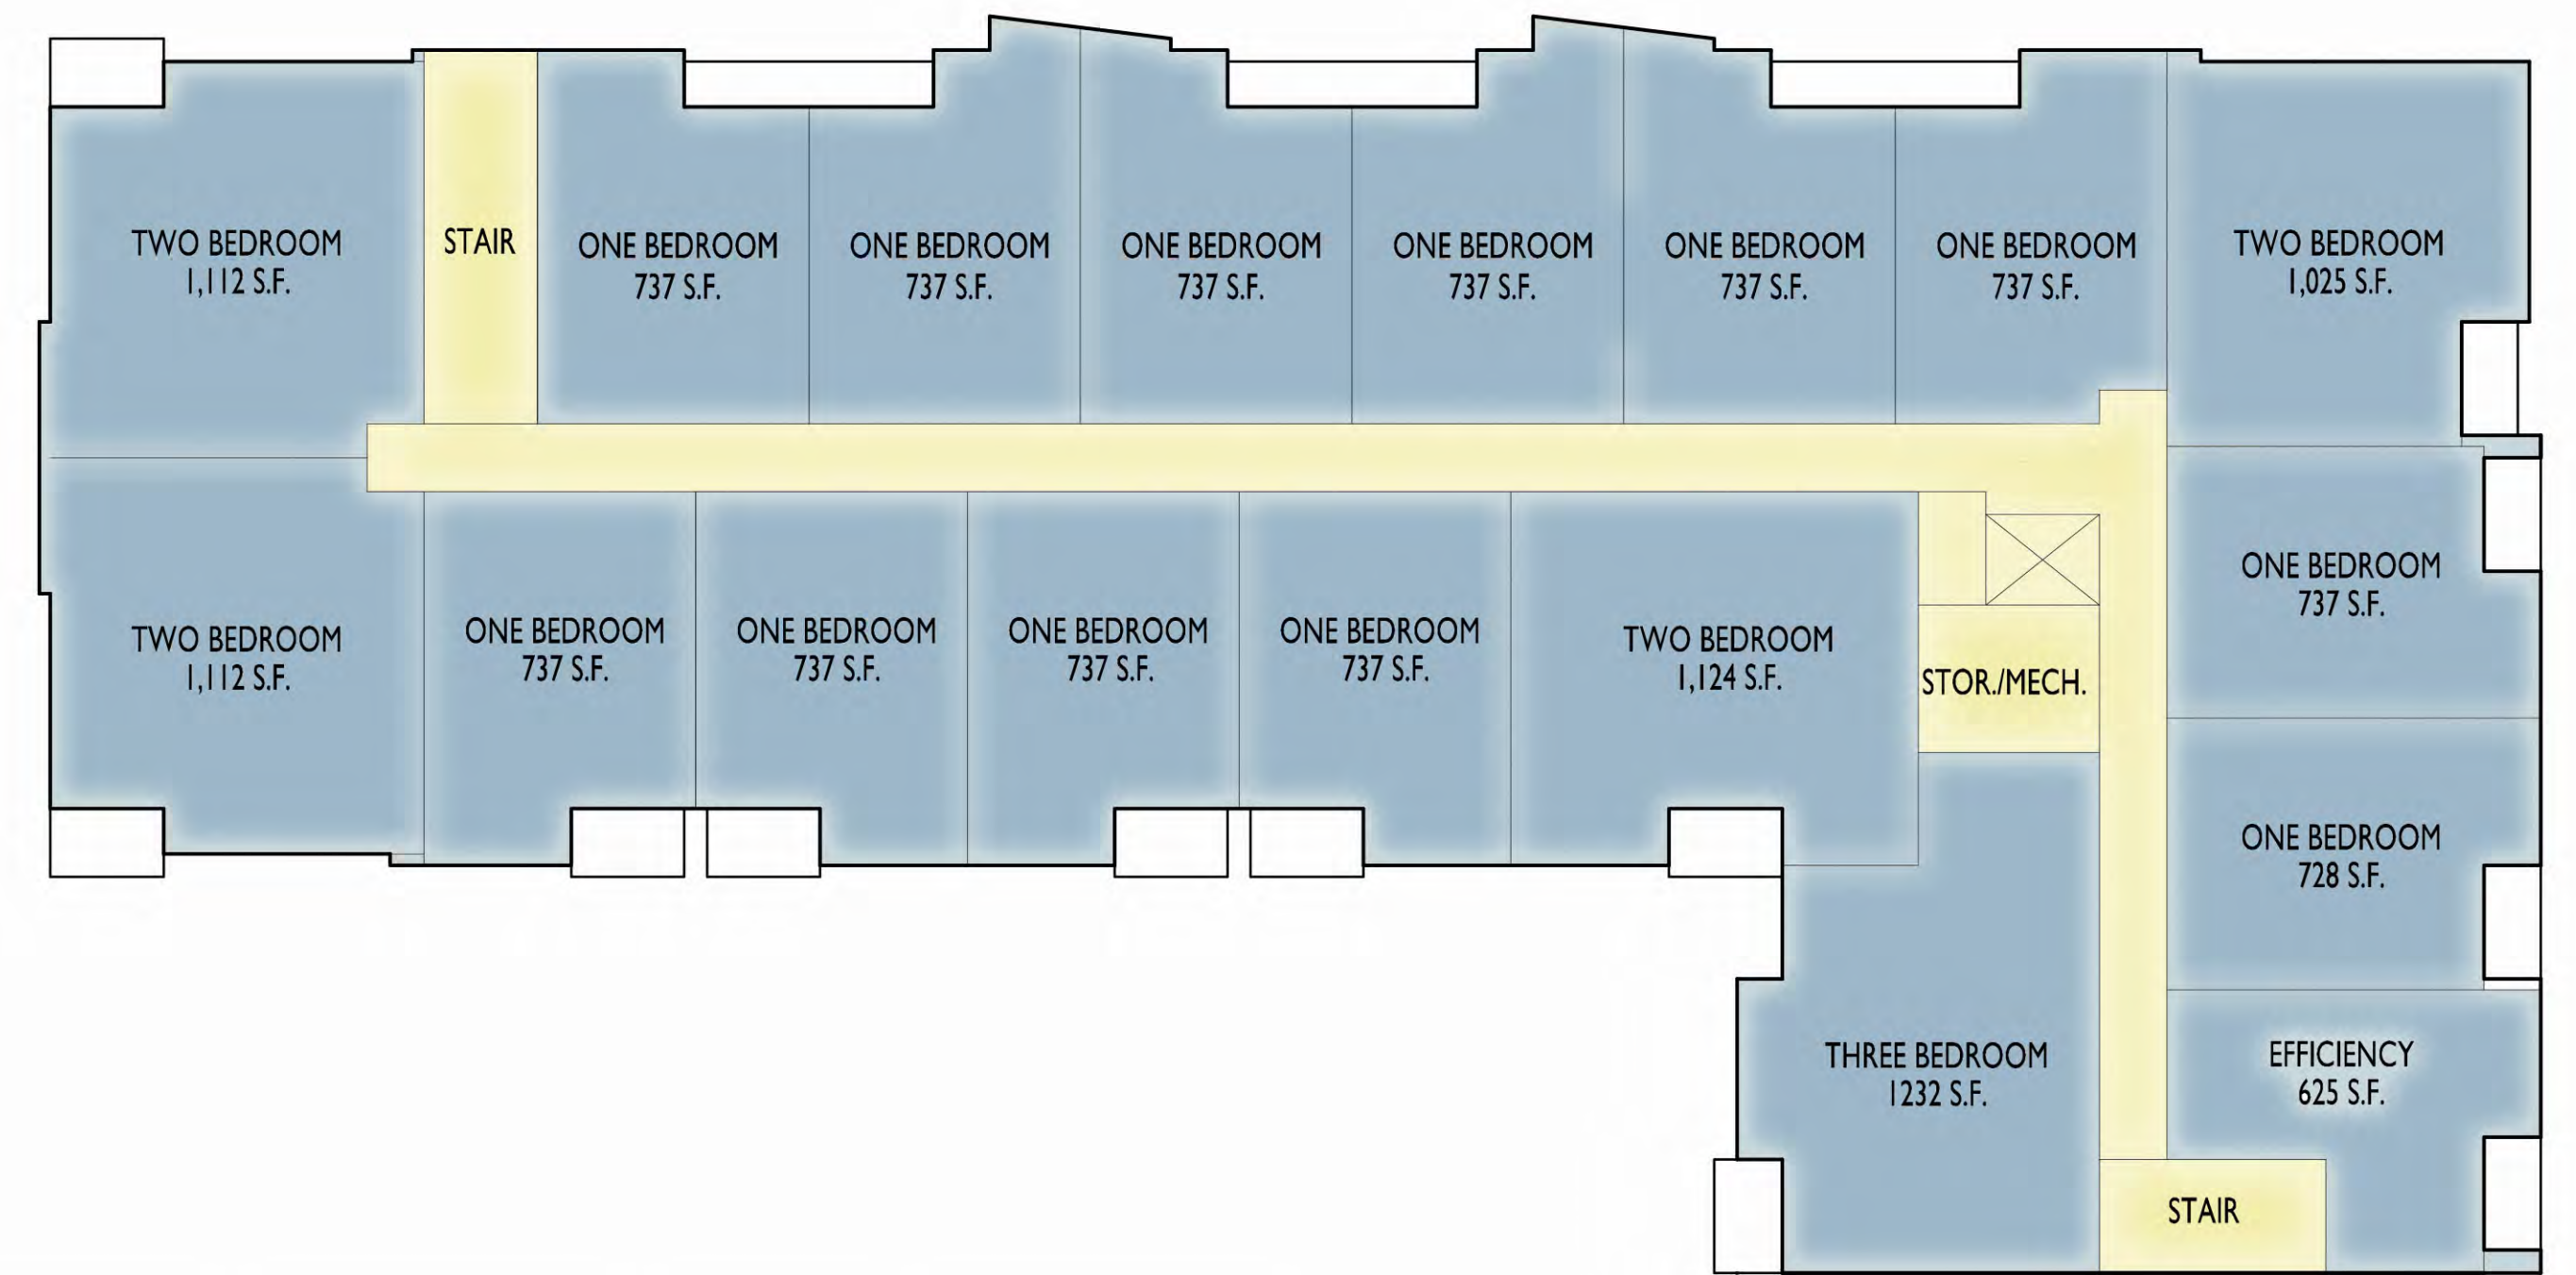 TWO BEDROOM
1,112 S.F.
STAIR
ONE BEDROOM
737 S.F.
ONE BEDROOM
737 S.F.
ONE BEDROOM
737 S.F.
ONE BEDROOM
737 S.F.
ONE BEDROOM
737 S.F.
ONE BEDROOM
737 S.F.
TWO BEDROOM
1,025 S.F.
TWO BEDROOM
1,112 S.F.
ONE BEDROOM
737 S.F.
ONE BEDROOM
737 S.F.
ONE BEDROOM
737 S.F.
ONE BEDROOM
737 S.F.
TWO BEDROOM
1,124 S.F.
STOR./MECH.
ONE BEDROOM
737 S.F.
ONE BEDROOM
728 S.F.
THREE BEDROOM
1232 S.F.
EFFICIENCY
625 S.F.
STAIR